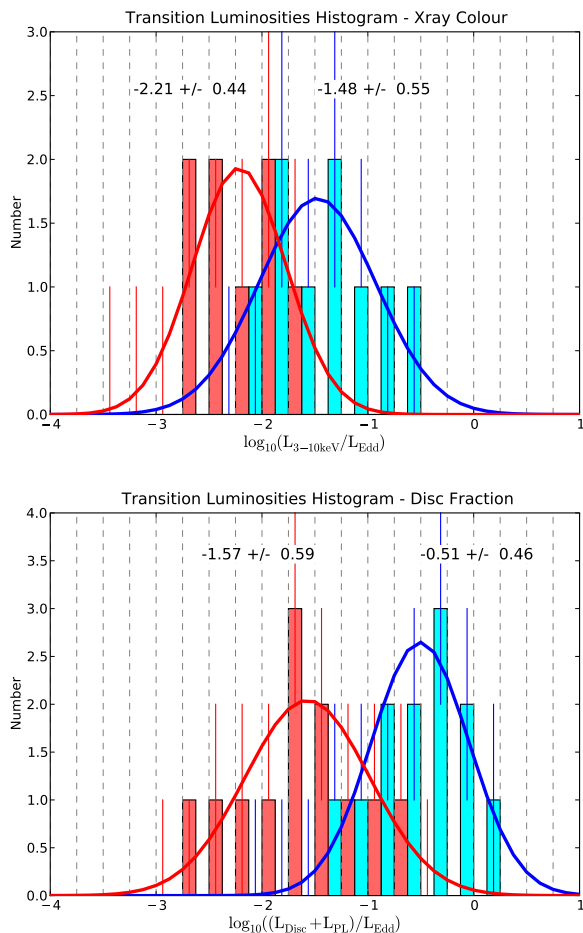 Transition Luminosities Histogram - Xray Colour
3.0
2.5
2.0
1.5
1.0
0.5
0.0
Number
-2.21 +/- 0.44
-1.48 +/- 0.55
−4
−3
−2
−1
0
1
log₁₀(L₃₋₁₀keV/LEdd)
Transition Luminosities Histogram - Disc Fraction
4.0
3.5
3.0
2.5
2.0
1.5
1.0
0.5
0.0
Number
-1.57 +/- 0.59
-0.51 +/- 0.46
−4
−3
−2
−1
0
1
log₁₀((LDisc+LPL)/LEdd)